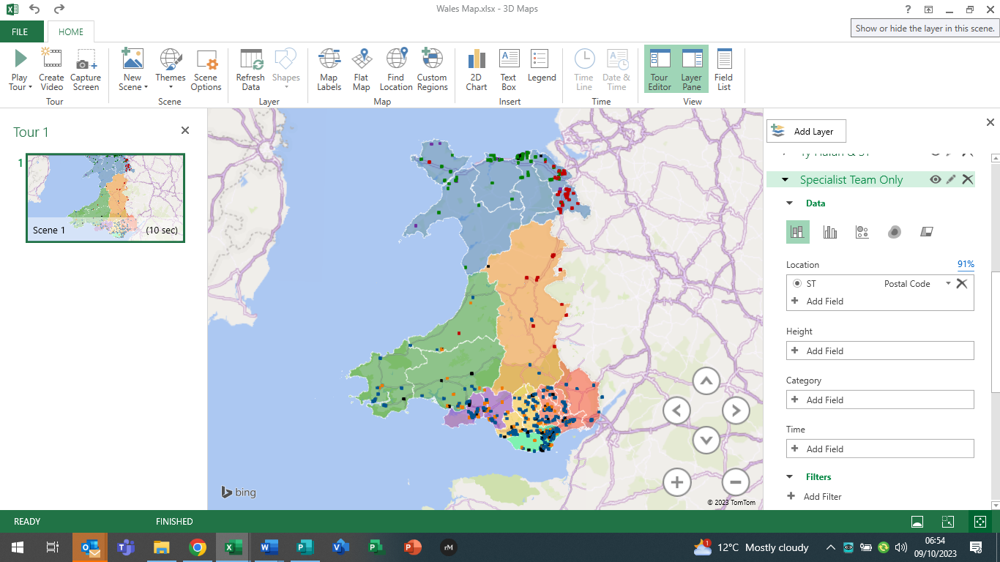 Wales Map.xlsx - 3D Maps
?
FILE
HOME
Show or hide the layer in this scene.
Play Tour
Create Video
Capture Screen
Tour
New Scene
Themes
Scene Options
Scene
Refresh Data
Shapes
Layer
Map Labels
Flat Map
Find Location
Custom Regions
Map
2D Chart
Text Box
Legend
Insert
Time Line
Date & Time
Time
Tour Editor
Layer Pane
Field List
View
Tour 1
1
Scene 1
(10 sec)
bing
© 2023 TomTom
Add Layer
Specialist Team Only
Data
Location
91%
ST
Postal Code
Add Field
Height
Add Field
Category
Add Field
Time
Add Field
Filters
Add Filter
READY
FINISHED
12°C Mostly cloudy
06:54
09/10/2023